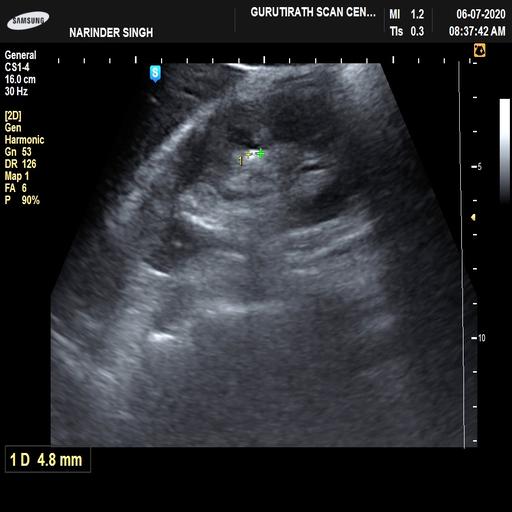 SAMSUNG
NARINDER SINGH
GURUTIRATH SCAN CEN...
MI 1.2
TIs 0.3
06-07-2020
08:37:42 AM
General
CS1-4
16.0 cm
30 Hz
[2D]
Gen
Harmonic
Gn 53
DR 126
Map 1
FA 6
P 90%
S
1
5
10
1 D 4.8 mm